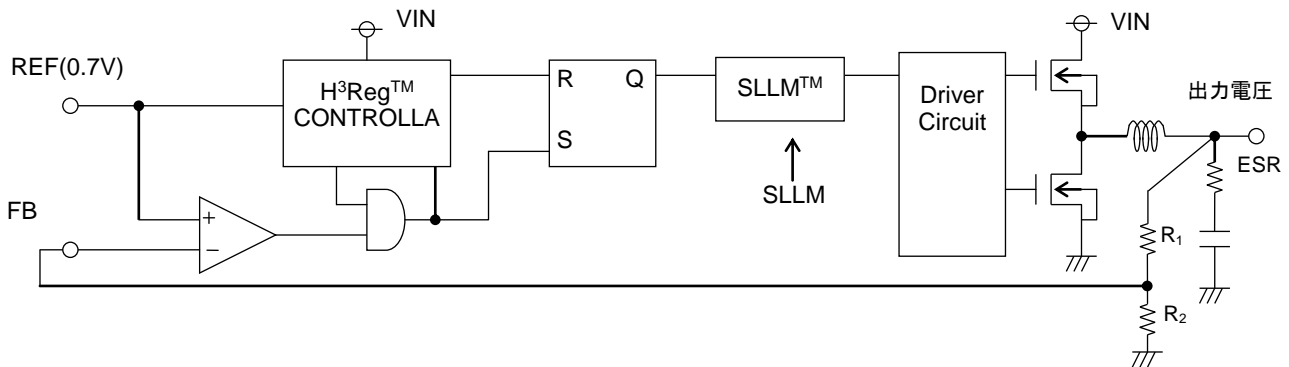 VIN
REF(0.7V)
H³Reg™
CONTROLLA
R
Q
S
SLLM™
SLLM
Driver
Circuit
VIN
出力電圧
ESR
FB
+
−
R₁
R₂